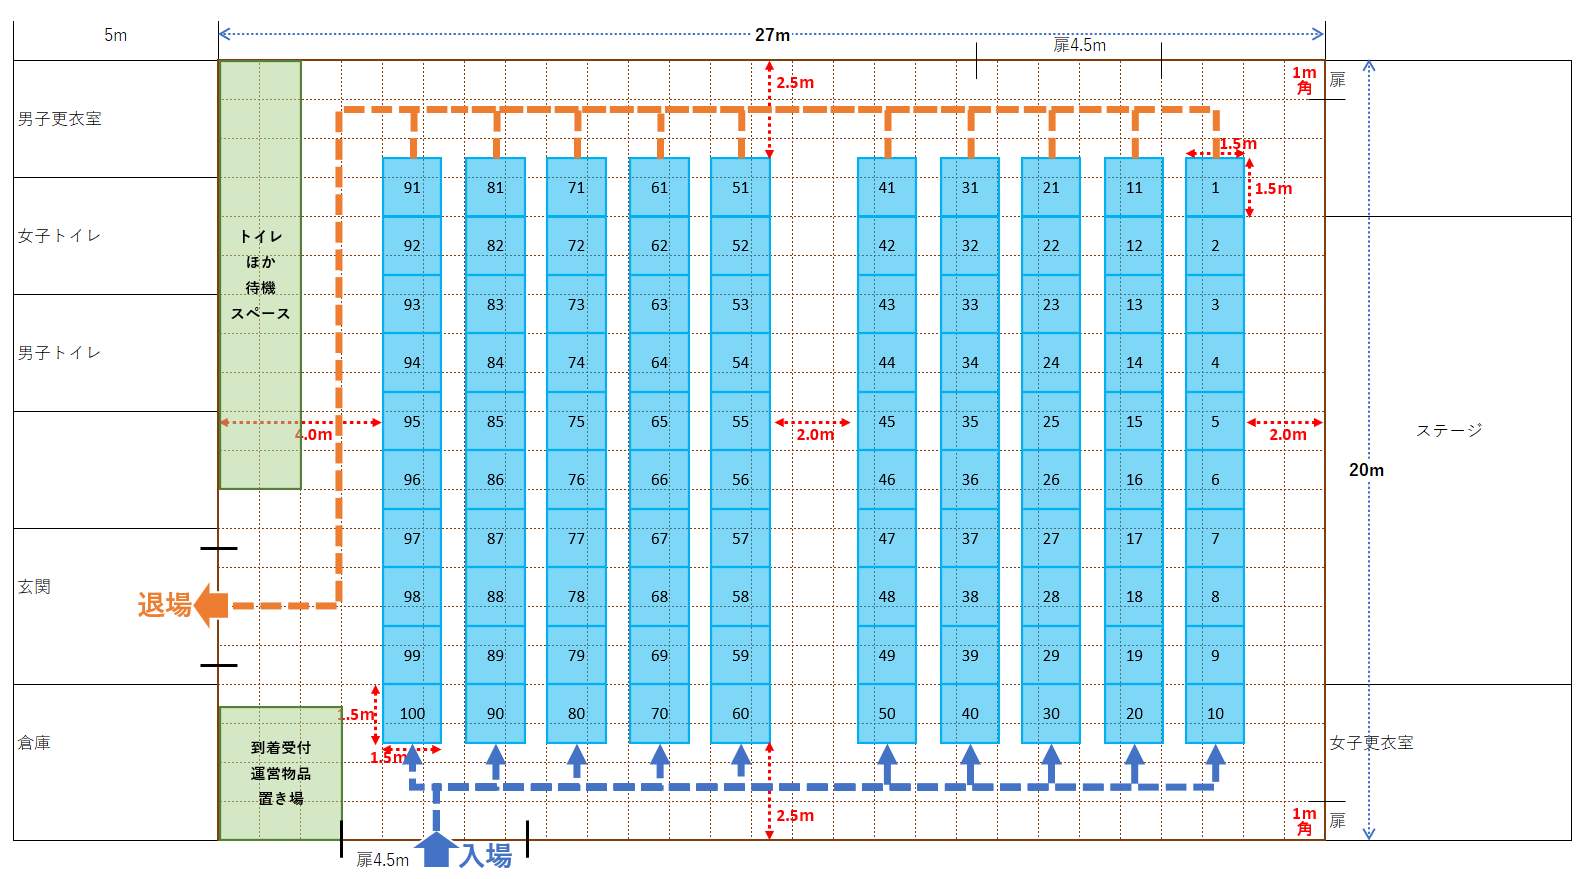 5m
27m
扉4.5m
2.5m
1m
角
扉
男子更衣室
1.5m
91 81 71 61 51 41 31 21 11 1
1.5m
女子トイレ
トイレ
ほか
待機
スペース
92 82 72 62 52 42 32 22 12 2
93 83 73 63 53 43 33 23 13 3
男子トイレ
94 84 74 64 54 44 34 24 14 4
95 85 75 65 55 45 35 25 15 5
4.0m
2.0m
2.0m
ステージ
20m
96 86 76 66 56 46 36 26 16 6
97 87 77 67 57 47 37 27 17 7
玄関
退場
98 88 78 68 58 48 38 28 18 8
99 89 79 69 59 49 39 29 19 9
1.5m
100 90 80 70 60 50 40 30 20 10
倉庫
女子更衣室
到着受付
運営物品
置き場
1.5m
2.5m
1m
角
扉
扉4.5m
入場